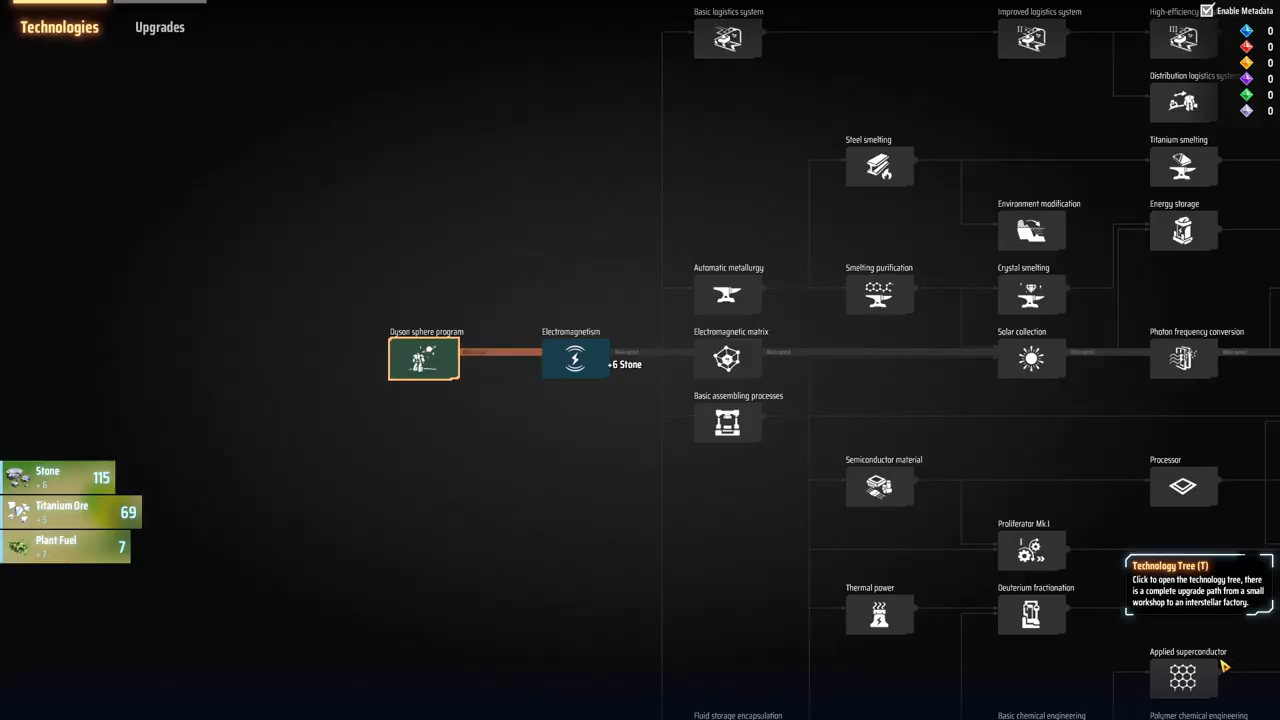 Technologies
Upgrades
Enable Metadata
0
0
0
0
0
0
Basic logistics system
Improved logistics system
High-efficiency
Distribution logistics system
Steel smelting
Titanium smelting
Environment modification
Energy storage
Automatic metallurgy
Smelting purification
Crystal smelting
Dyson sphere program
Electromagnetism
Electromagnetic matrix
Solar collection
Photon frequency conversion
+6 Stone
Basic assembling processes
Semiconductor material
Processor
Stone
+ 6
115
Titanium Ore
+ 5
69
Plant Fuel
+ 7
7
Proliferator Mk.I
Thermal power
Deuterium fractionation
Technology Tree (T)
Click to open the technology tree, there
is a complete upgrade path from a small
workshop to an interstellar factory.
Applied superconductor
Fluid storage encapsulation
Basic chemical engineering
Polymer chemical engineering